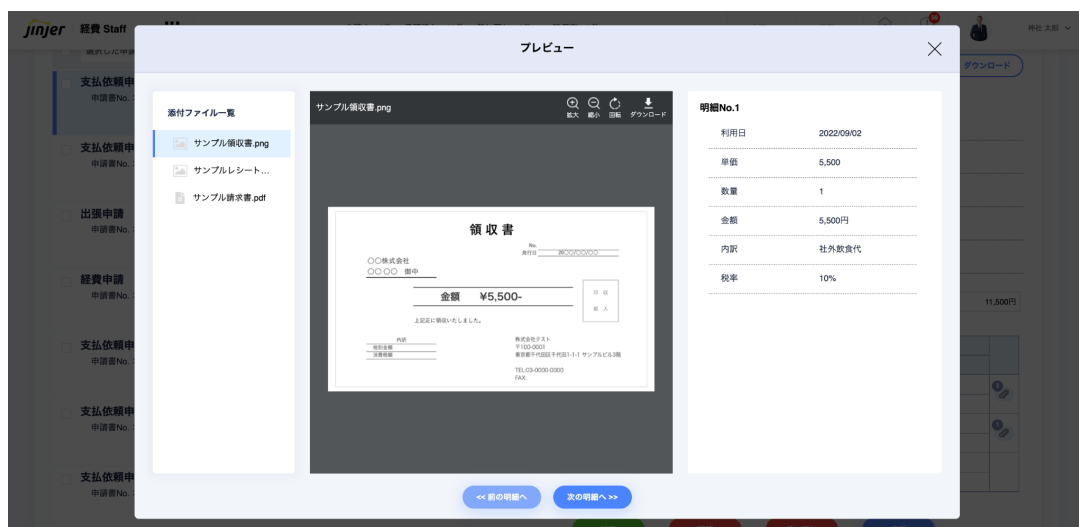 jinjer 経費 Staff
56
神社 太郎
プレビュー
ダウンロード
支払依頼申
申請書No.
支払依頼申
申請書No.
出張申請
申請書No.
経費申請
申請書No.
支払依頼申
申請書No.
支払依頼申
申請書No.
支払依頼申
申請書No.
添付ファイル一覧
サンプル領収書.png
サンプルレシート...
サンプル請求書.pdf
サンプル領収書.png
拡大 縮小 回転 ダウンロード
領収書
No.
発行日 20〇〇/〇〇/〇〇
〇〇株式会社
〇〇 〇〇 御中
金額 ¥5,500-
印 収
紙 入
上記正に領収いたしました。
内訳
税別金額
消費税額
株式会社テスト
〒100-0001
東京都千代田区千代田1-1-1 サンプルビル3階
TEL:03-0000-0000
FAX:
明細No.1
利用日 2022/09/02
単価 5,500
数量 1
金額 5,500円
内訳 社外飲食代
税率 10%
11,500円
<< 前の明細へ
次の明細へ >>